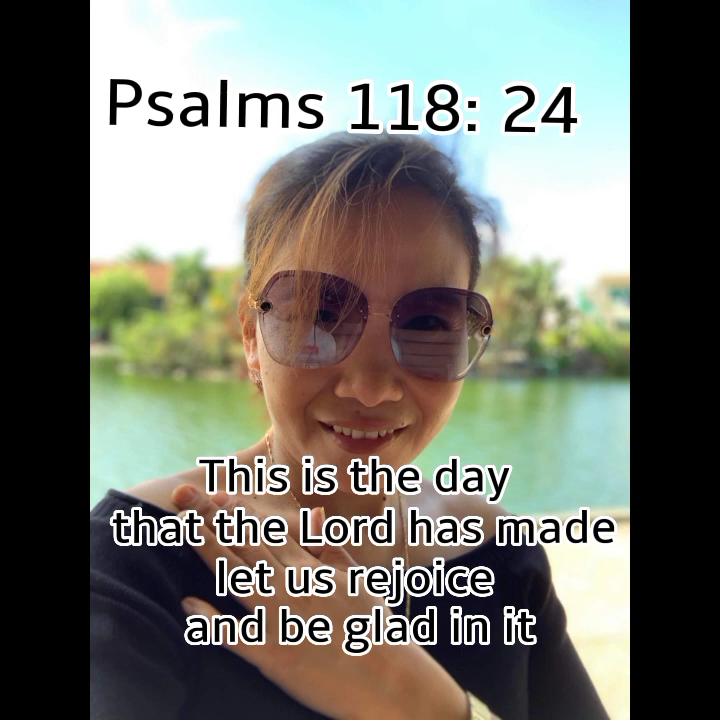 Psalms 118: 24
This is the day
that the Lord has made
let us rejoice
and be glad in it